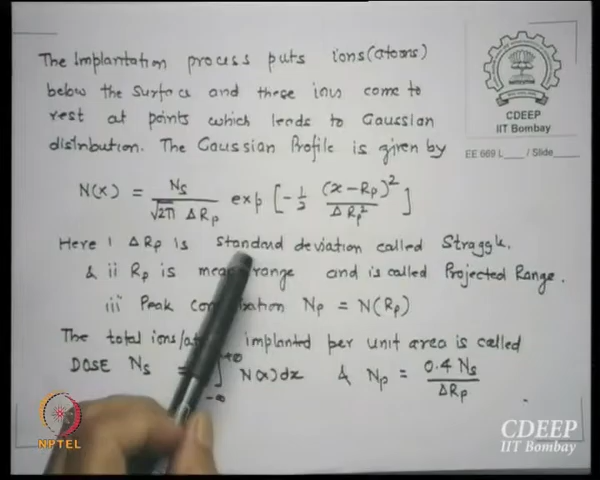 The Implantation process puts ions (atoms)
below the surface and these ions come to
rest at points which leads to Gaussian
distribution. The Gaussian Profile is given by
N(x) = Ns / √2π ΔRp exp [ -1/2 (x-Rp)² / ΔRp² ]
Here i ΔRp is standard deviation called Straggle.
& ii Rp is range and is called Projected Range.
iii Peak Np = N(Rp)
The total ions/ implanted per unit area is called
DOSE Ns = ∫ +∞ -∞ N(x)dx & Np = 0.4 Ns / ΔRp
CDEEP
IIT Bombay
EE 669 L___ / Slide___
NPTEL
CDEEP
IIT Bombay